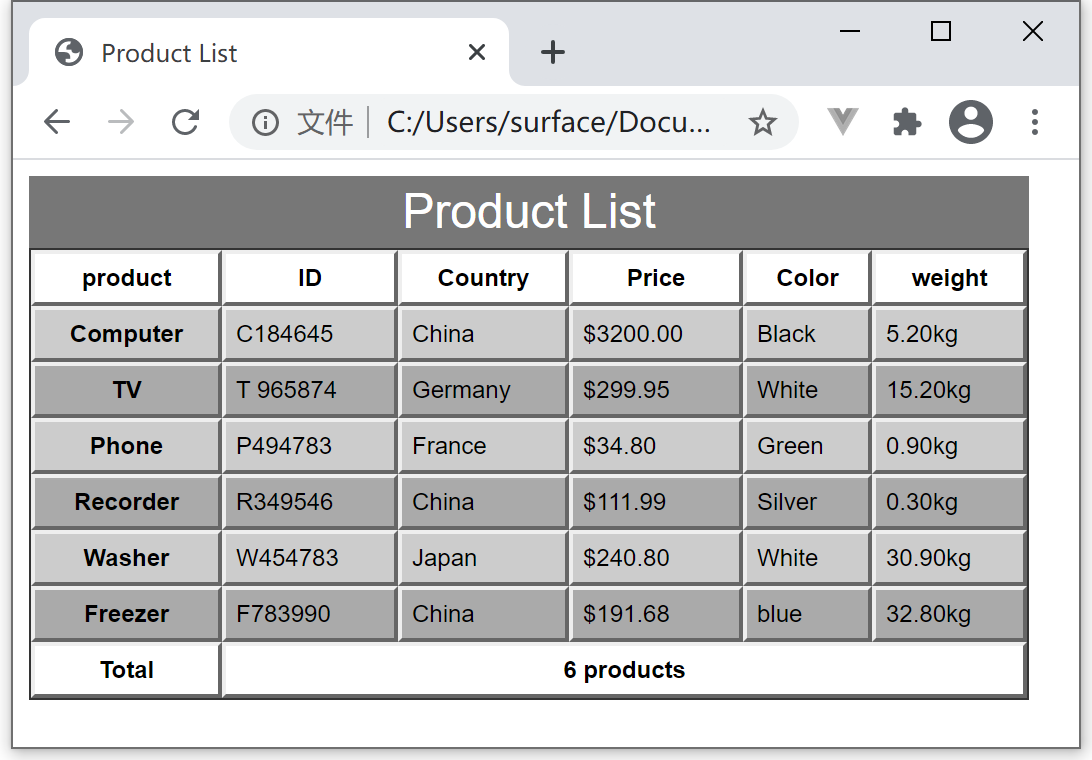 Product List
文件 C:/Users/surface/Docu...
Product List
product ID Country Price Color weight
Computer C184645 China $3200.00 Black 5.20kg
TV T 965874 Germany $299.95 White 15.20kg
Phone P494783 France $34.80 Green 0.90kg
Recorder R349546 China $111.99 Silver 0.30kg
Washer W454783 Japan $240.80 White 30.90kg
Freezer F783990 China $191.68 blue 32.80kg
Total 6 products